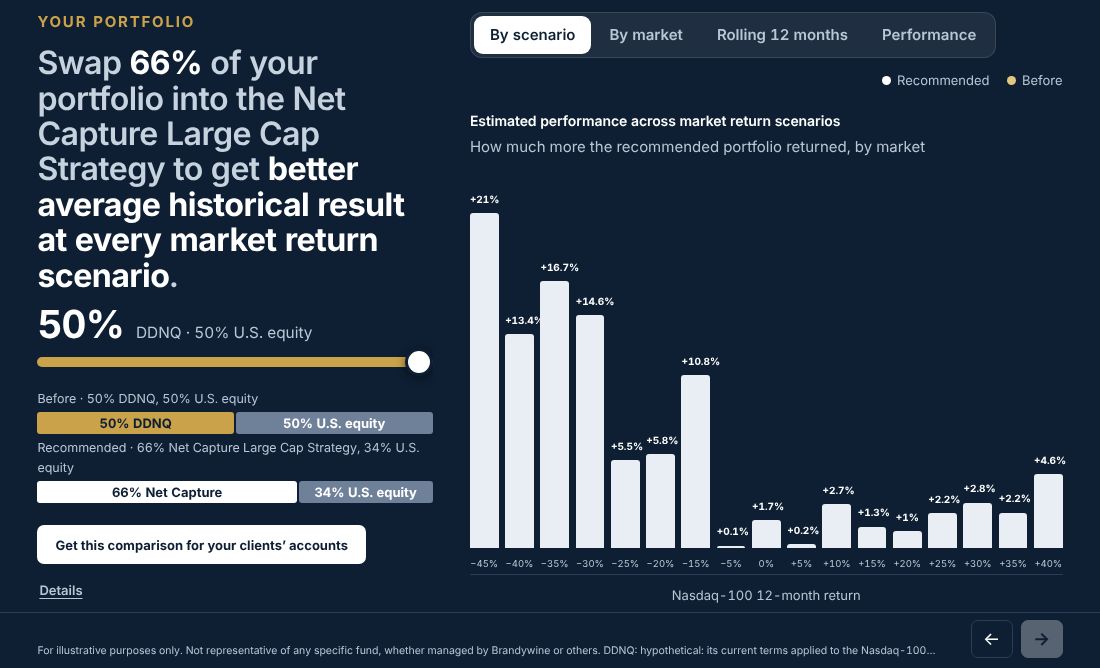 YOUR PORTFOLIO
Swap 66% of your
portfolio into the Net
Capture Large Cap
Strategy to get better
average historical result
at every market return
scenario.
50% DDNQ · 50% U.S. equity
Before · 50% DDNQ, 50% U.S. equity
50% DDNQ 50% U.S. equity
Recommended · 66% Net Capture Large Cap Strategy, 34% U.S.
equity
66% Net Capture 34% U.S. equity
Get this comparison for your clients’ accounts
Details
By scenario By market Rolling 12 months Performance
Recommended Before
Estimated performance across market return scenarios
How much more the recommended portfolio returned, by market
+21% +13.4% +16.7% +14.6% +5.5% +5.8% +10.8% +0.1% +1.7% +0.2% +2.7% +1.3% +1% +2.2% +2.8% +2.2% +4.6%
−45% −40% −35% −30% −25% −20% −15% −5% 0% +5% +10% +15% +20% +25% +30% +35% +40%
Nasdaq-100 12-month return
For illustrative purposes only. Not representative of any specific fund, whether managed by Brandywine or others. DDNQ: hypothetical: its current terms applied to the Nasdaq-100…